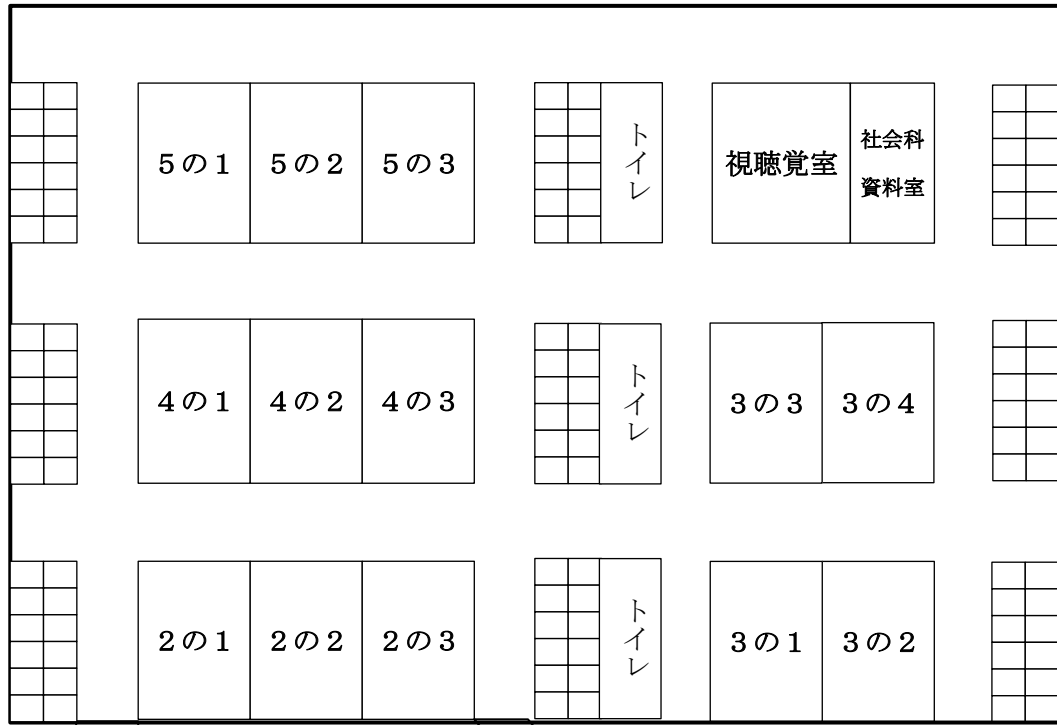 5の1 5の2 5の3 トイレ 視聴覚室 社会科
資料室
4の1 4の2 4の3 トイレ 3の3 3の4
2の1 2の2 2の3 トイレ 3の1 3の2